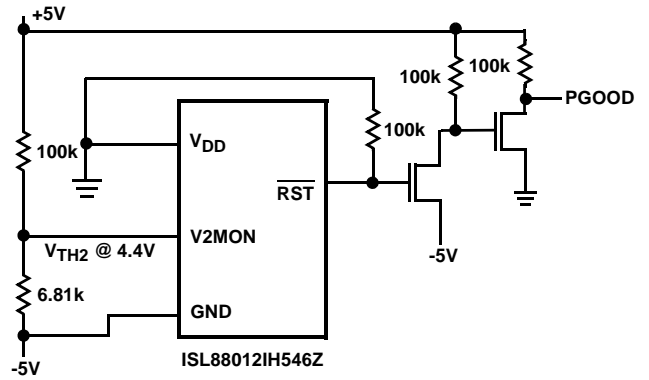 +5V
100k
100k
PGOOD
100k
VDD
100k
RST
V2MON
VTH2 @ 4.4V
-5V
6.81k
GND
-5V
ISL88012IH546Z